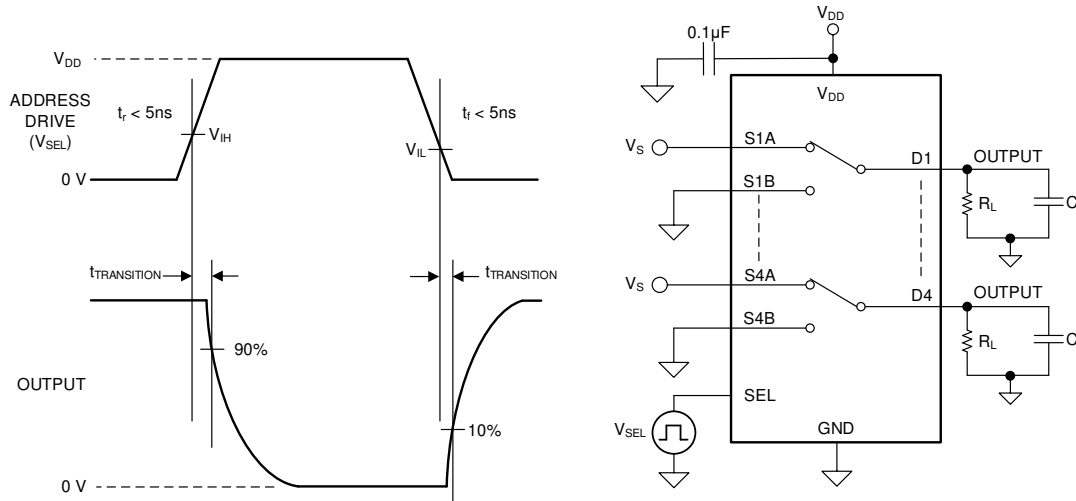 V_DD
ADDRESS
DRIVE
(V_SEL)
t_r < 5ns
V_IH
V_IL
t_f < 5ns
0 V
t_TRANSITION
t_TRANSITION
90%
OUTPUT
10%
0 V
V_DD
0.1µF
V_DD
V_S
S1A
D1
OUTPUT
S1B
R_L
C
V_S
S4A
D4
OUTPUT
S4B
R_L
C
SEL
V_SEL
GND